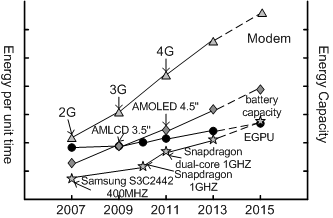 Energy per unit time
Energy Capacity
4G
Modem
3G
2G
AMOLED 4.5"
AMLCD 3.5"
battery
capacity
EGPU
Snapdragon
dual-core 1GHZ
Samsung S3C2442
400MHZ
Snapdragon
1GHZ
2007 2009 2011 2013 2015